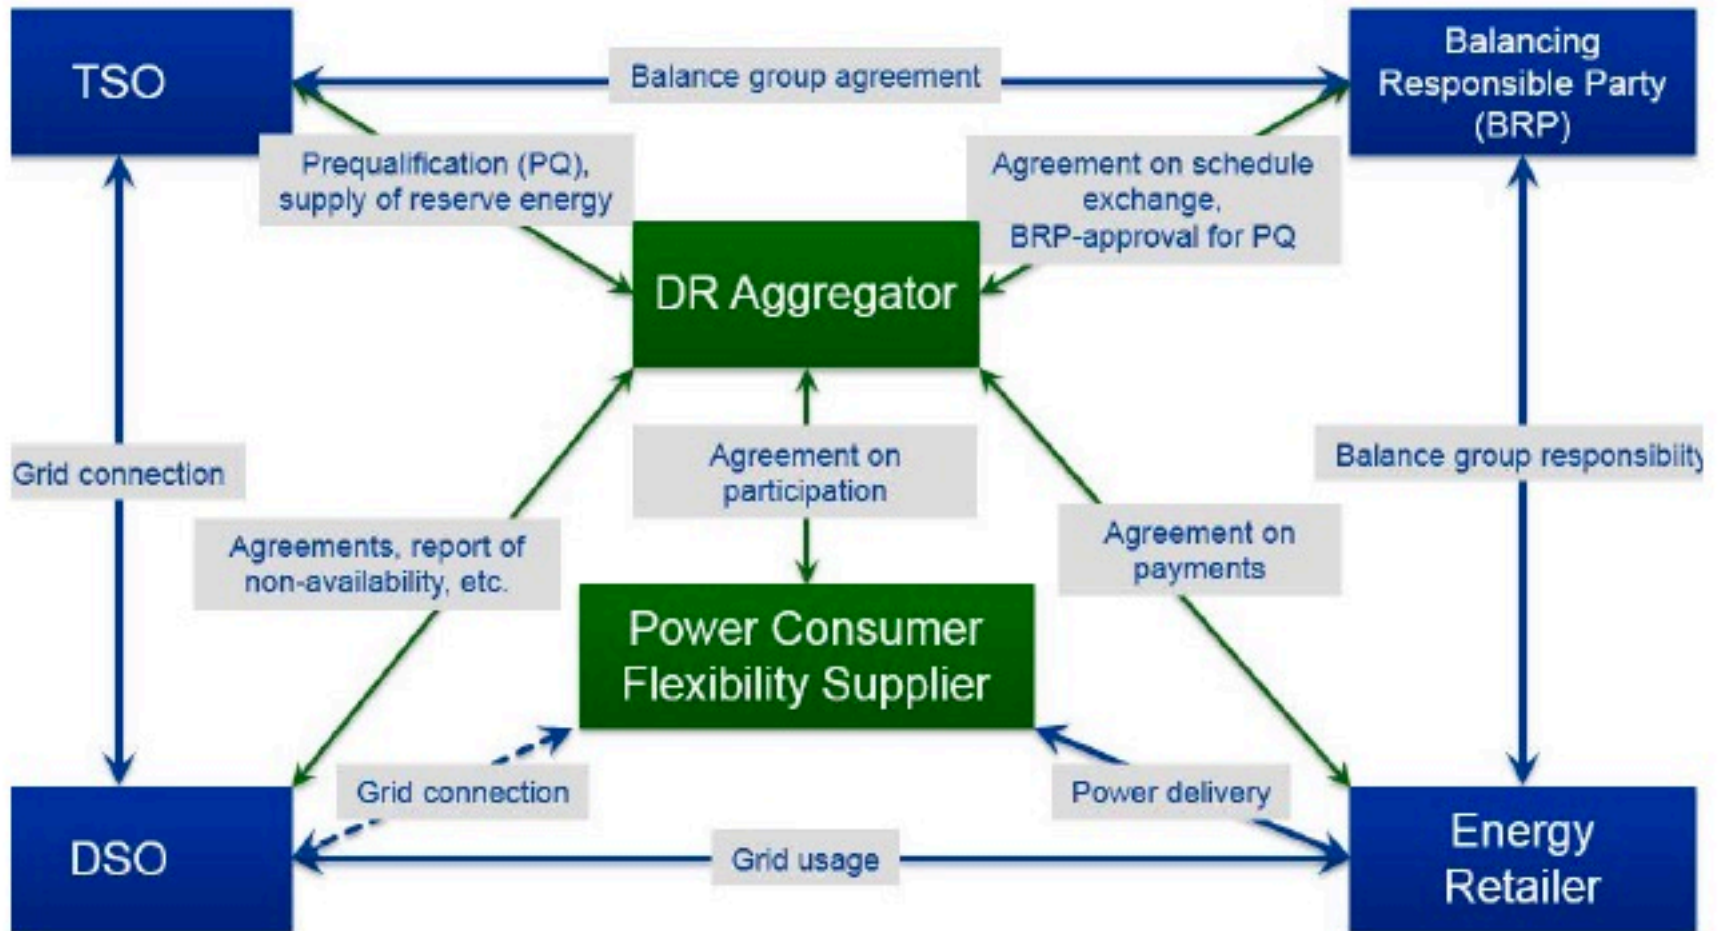 TSO
Balance group agreement
Balancing
Responsible Party
(BRP)
Prequalification (PQ),
supply of reserve energy
Agreement on schedule
exchange,
BRP-approval for PQ
DR Aggregator
Grid connection
Agreement on
participation
Balance group responsibiity
Agreements, report of
non-availability, etc.
Agreement on
payments
Power Consumer
Flexibility Supplier
Grid connection
Power delivery
DSO
Grid usage
Energy
Retailer